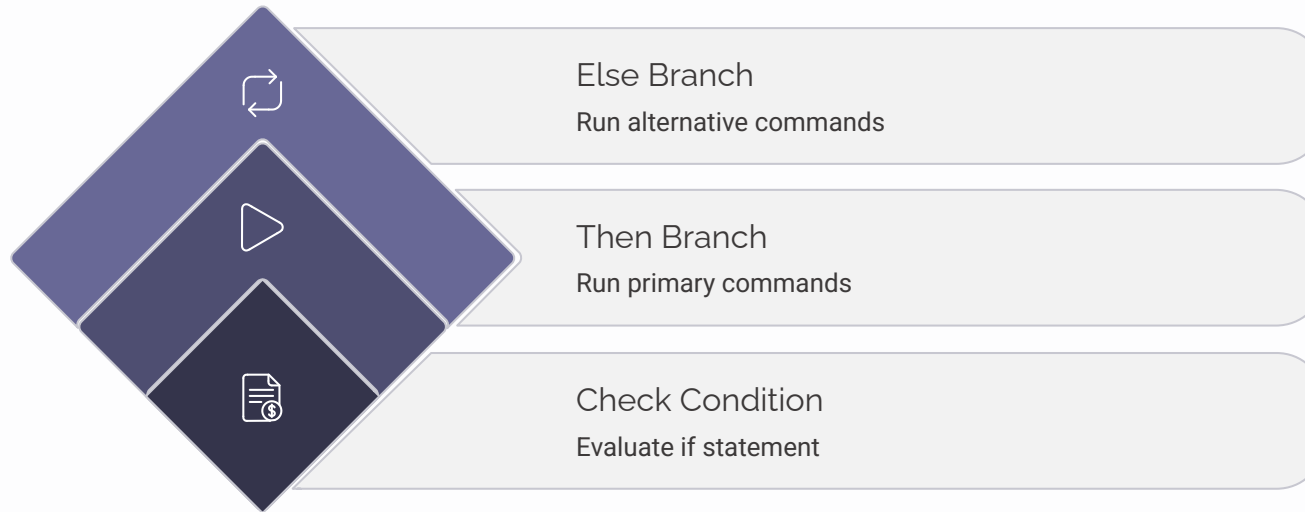 Else Branch
Run alternative commands
Then Branch
Run primary commands
Check Condition
Evaluate if statement
$